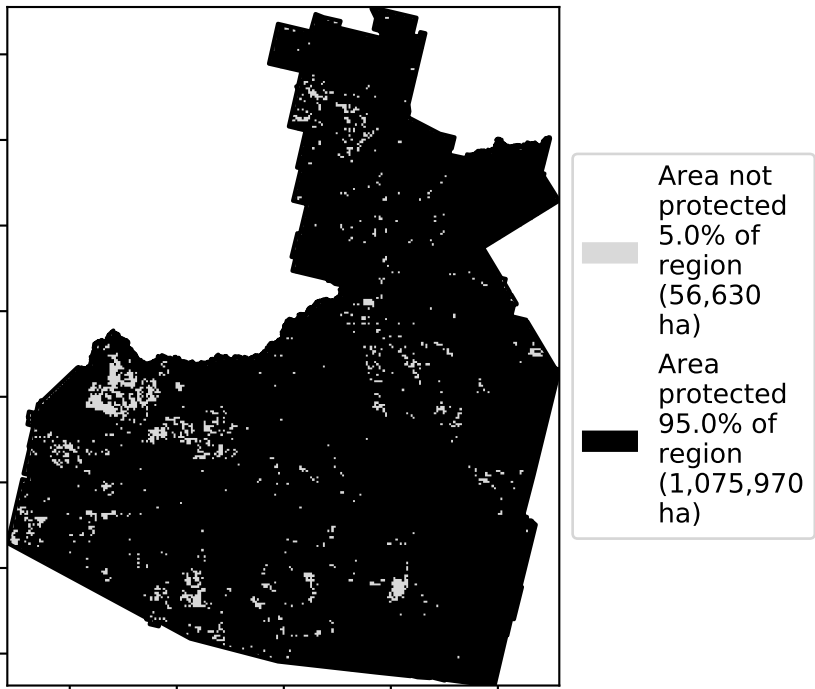 Area not
protected
5.0% of
region
(56,630
ha)
Area
protected
95.0% of
region
(1,075,970
ha)